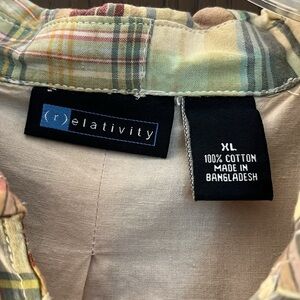 (r)elativity
XL
100% COTTON
MADE IN
BANGLADESH